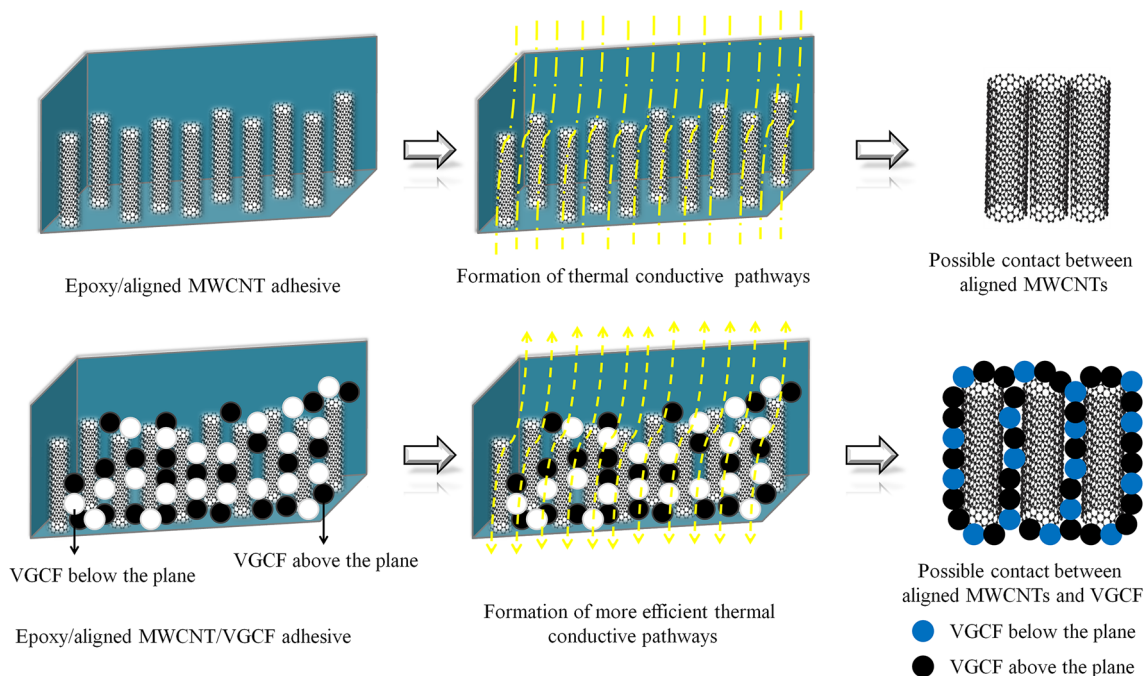 Epoxy/aligned MWCNT adhesive
Formation of thermal conductive pathways
Possible contact between
aligned MWCNTs
VGCF below the plane
VGCF above the plane
Epoxy/aligned MWCNT/VGCF adhesive
Formation of more efficient thermal
conductive pathways
Possible contact between
aligned MWCNTs and VGCF
VGCF below the plane
VGCF above the plane